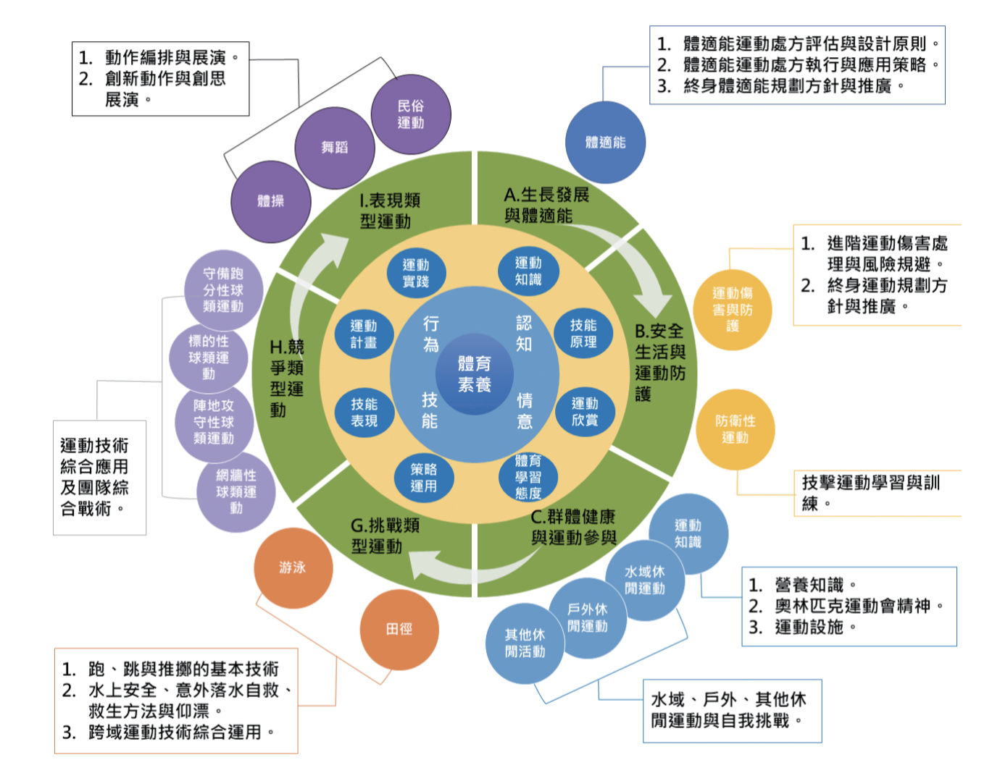 1. 動作編排與展演。
2. 創新動作與創思
展演。
1. 體適能運動處方評估與設計原則。
2. 體適能運動處方執行與應用策略。
3. 終身體適能規劃方針與推廣。
民俗
運動
舞蹈
體操
體適能
I.表現類
型運動
A.生長發展
與體適能
1. 進階運動傷害處
理與風險規避。
2. 終身運動規劃方
針與推廣。
運動傷
害與防
護
守備跑
分性球
類運動
標的性
球類運
動
陣地攻
守性球
類運動
網牆性
球類運
動
H.競
爭類
型運
動
B.安全
生活與
運動防
護
運動
實踐
運動
知識
運動
計畫
技能
原理
行
為
認
知
體育
素養
技
能
情
意
技能
表現
運動
欣賞
策略
運用
體育
學習
態度
防衛性
運動
技擊運動學習與訓
練。
運動技術
綜合應用
及團隊綜
合戰術。
G.挑戰類
型運動
C.群體健康
與運動參與
游泳
田徑
運動
知識
水域休
閒運動
戶外休
閒運動
其他休
閒活動
1. 營養知識。
2. 奧林匹克運動會精神。
3. 運動設施。
1. 跑、跳與推擲的基本技術
2. 水上安全、意外落水自救、
救生方法與仰漂。
3. 跨域運動技術綜合運用。
水域、戶外、其他休
閒運動與自我挑戰。